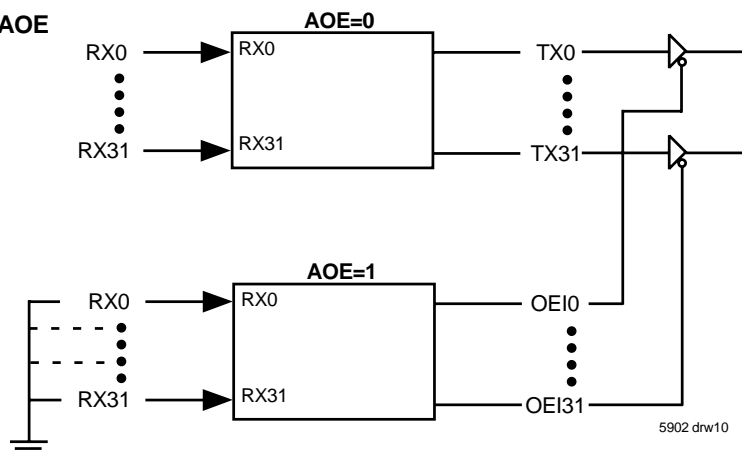 AOE
AOE=0
RX0
RX0
TX0
RX31
RX31
TX31
AOE=1
RX0
RX0
OEI0
RX31
RX31
OEI31
5902 drw10